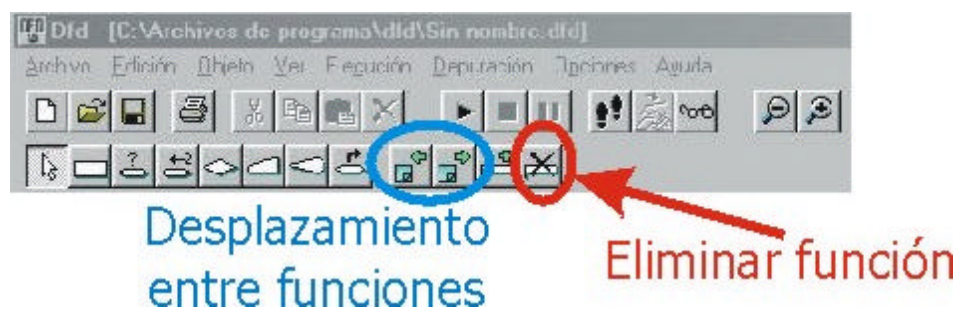 Dfd [C:\Archivos de programa\dfd\Sin nombre.dfd]
Archivo Edición Objeto Ver Ejecución Depuración Opciones Ayuda
Desplazamiento
entre funciones
Eliminar función